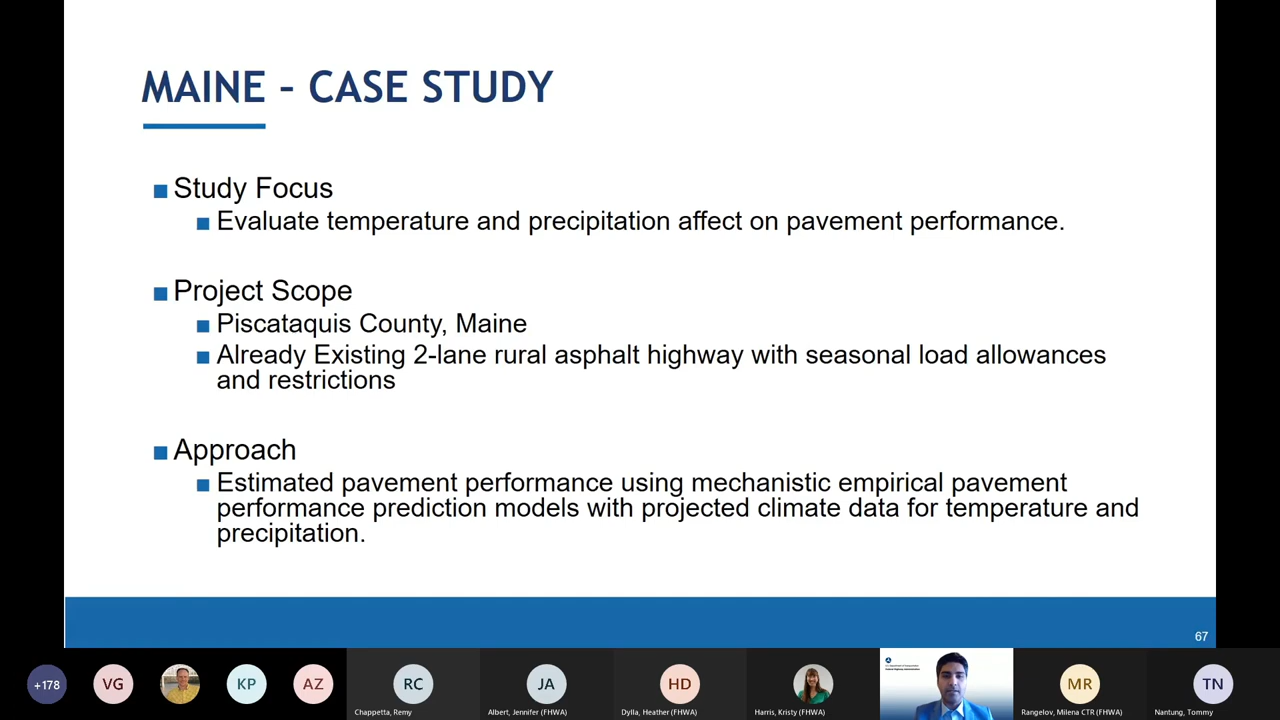 MAINE – CASE STUDY
Study Focus
Evaluate temperature and precipitation affect on pavement performance.
Project Scope
Piscataquis County, Maine
Already Existing 2-lane rural asphalt highway with seasonal load allowances
and restrictions
Approach
Estimated pavement performance using mechanistic empirical pavement
performance prediction models with projected climate data for temperature and
precipitation.
67
+178
VG
KP
AZ
RC
Chappetta, Remy
JA
Albert, Jennifer (FHWA)
HD
Dylla, Heather (FHWA)
Harris, Kristy (FHWA)
MR
Rangelov, Milena CTR (FHWA)
TN
Nantung, Tommy